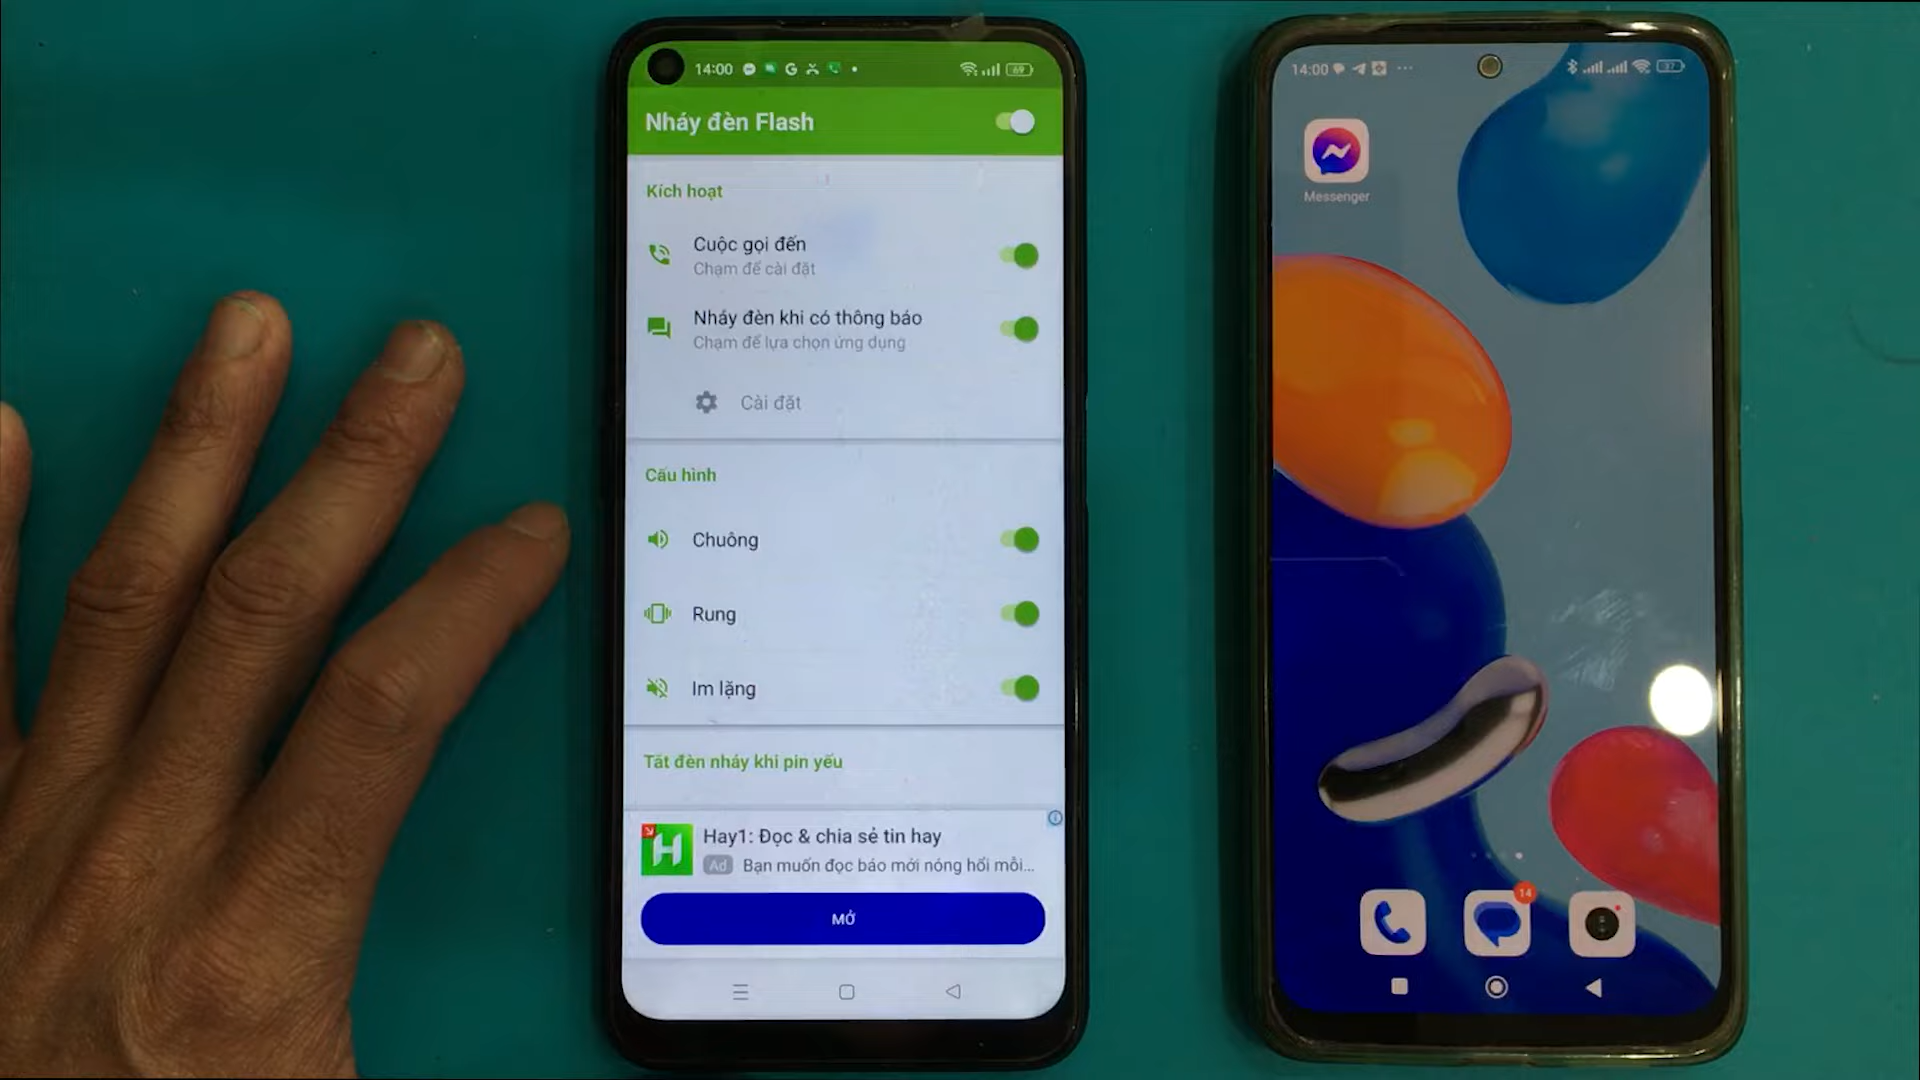 14:00
69
Nháy đèn Flash
Kích hoạt
Cuộc gọi đến
Chạm để cài đặt
Nháy đèn khi có thông báo
Chạm để lựa chọn ứng dụng
Cài đặt
Cấu hình
Chuông
Rung
Im lặng
Tắt đèn nháy khi pin yếu
Hay1: Đọc & chia sẻ tin hay
Ad Bạn muốn đọc báo mới nóng hổi mỗi...
MỞ
14:00
Messenger
14